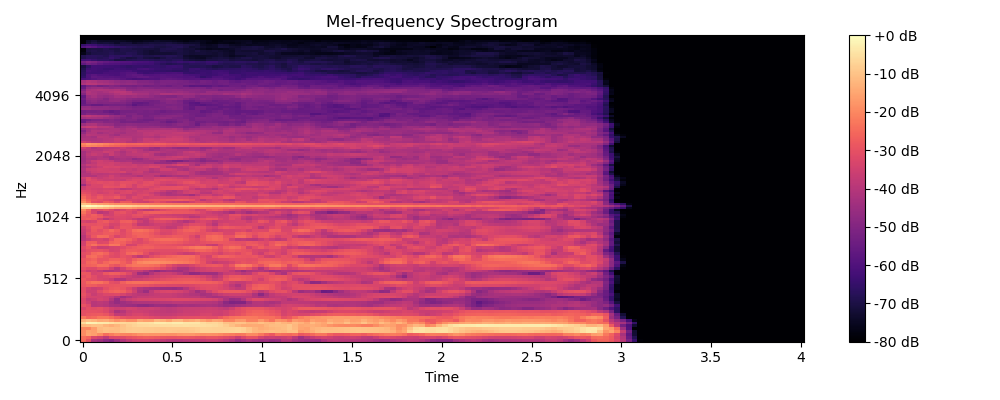 Mel-frequency Spectrogram
Hz
4096
2048
1024
512
0
0
0.5
1
1.5
2
2.5
3
3.5
4
Time
+0 dB
-10 dB
-20 dB
-30 dB
-40 dB
-50 dB
-60 dB
-70 dB
-80 dB